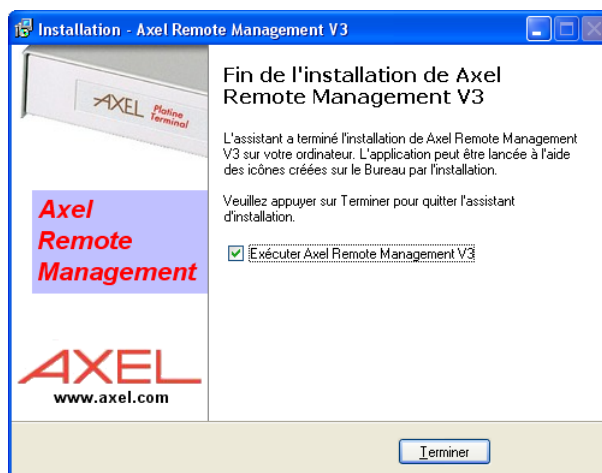 Installation - Axel Remote Management V3
AXEL Platine
Terminal
Fin de l'installation de Axel
Remote Management V3
L'assistant a terminé l'installation de Axel Remote Management
V3 sur votre ordinateur. L'application peut être lancée à l'aide
des icônes créées sur le Bureau par l'installation.
Veuillez appuyer sur Terminer pour quitter l'assistant
d'installation.
Exécuter Axel Remote Management V3
Axel
Remote
Management
AXEL
www.axel.com
Terminer